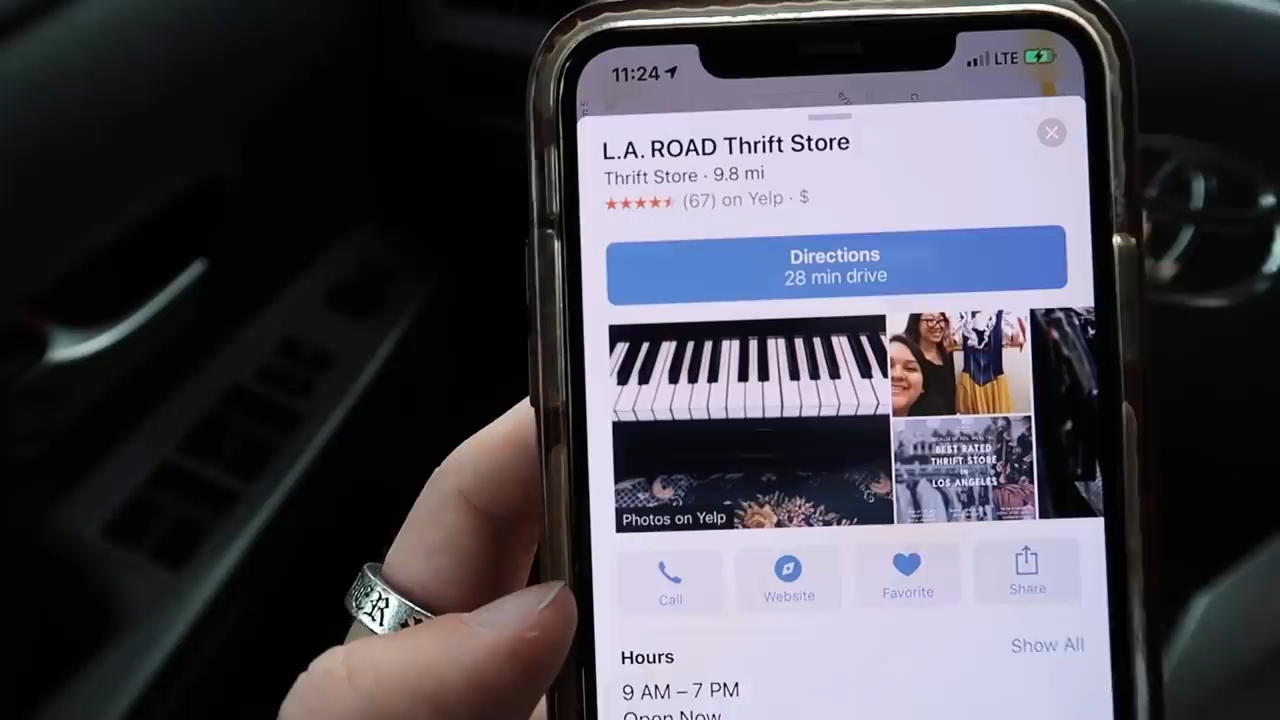 11:24
LTE
L.A. ROAD Thrift Store
Thrift Store · 9.8 mi
(67) on Yelp · $
Directions
28 min drive
BEST RATED
THRIFT STORE
IN
LOS ANGELES
Photos on Yelp
Call
Website
Favorite
Share
Hours
Show All
9 AM – 7 PM
Open Now